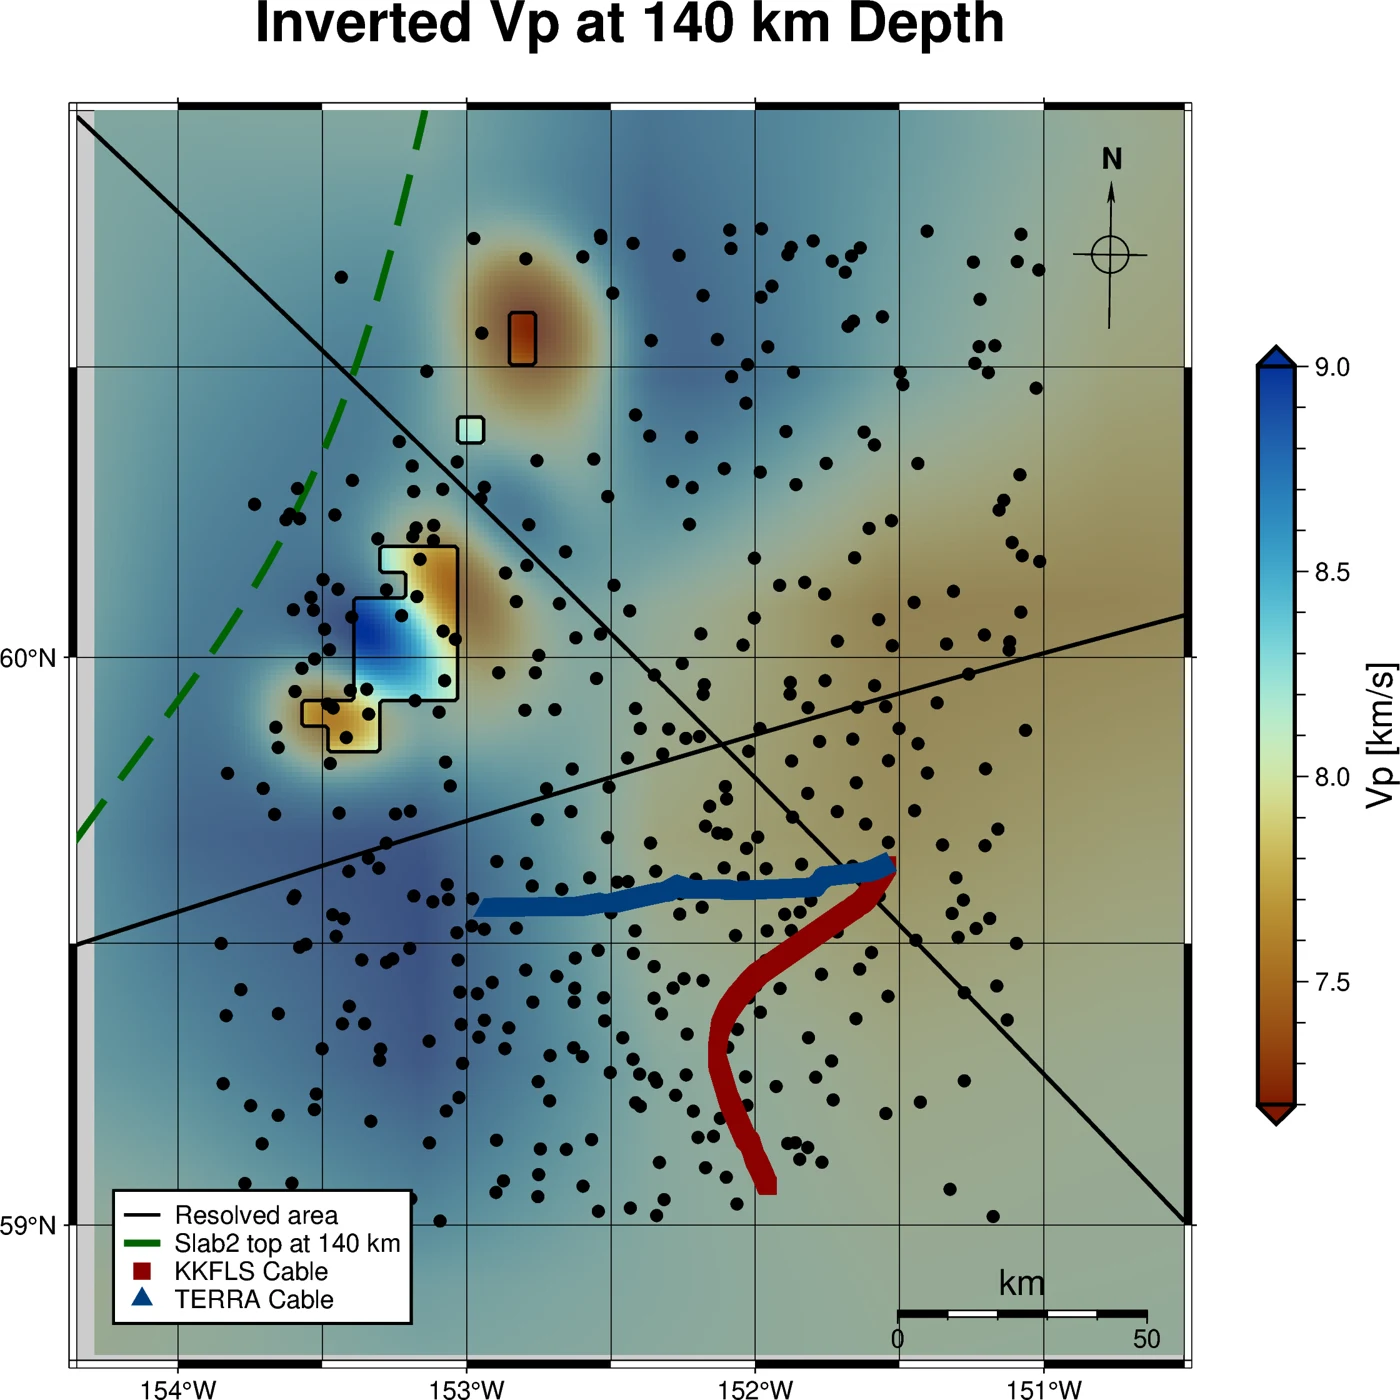 Inverted Vp at 140 km Depth
N
9.0
8.5
8.0
7.5
Vp [km/s]
60°N
59°N
Resolved area
Slab2 top at 140 km
KKFLS Cable
TERRA Cable
km
0 50
154°W 153°W 152°W 151°W